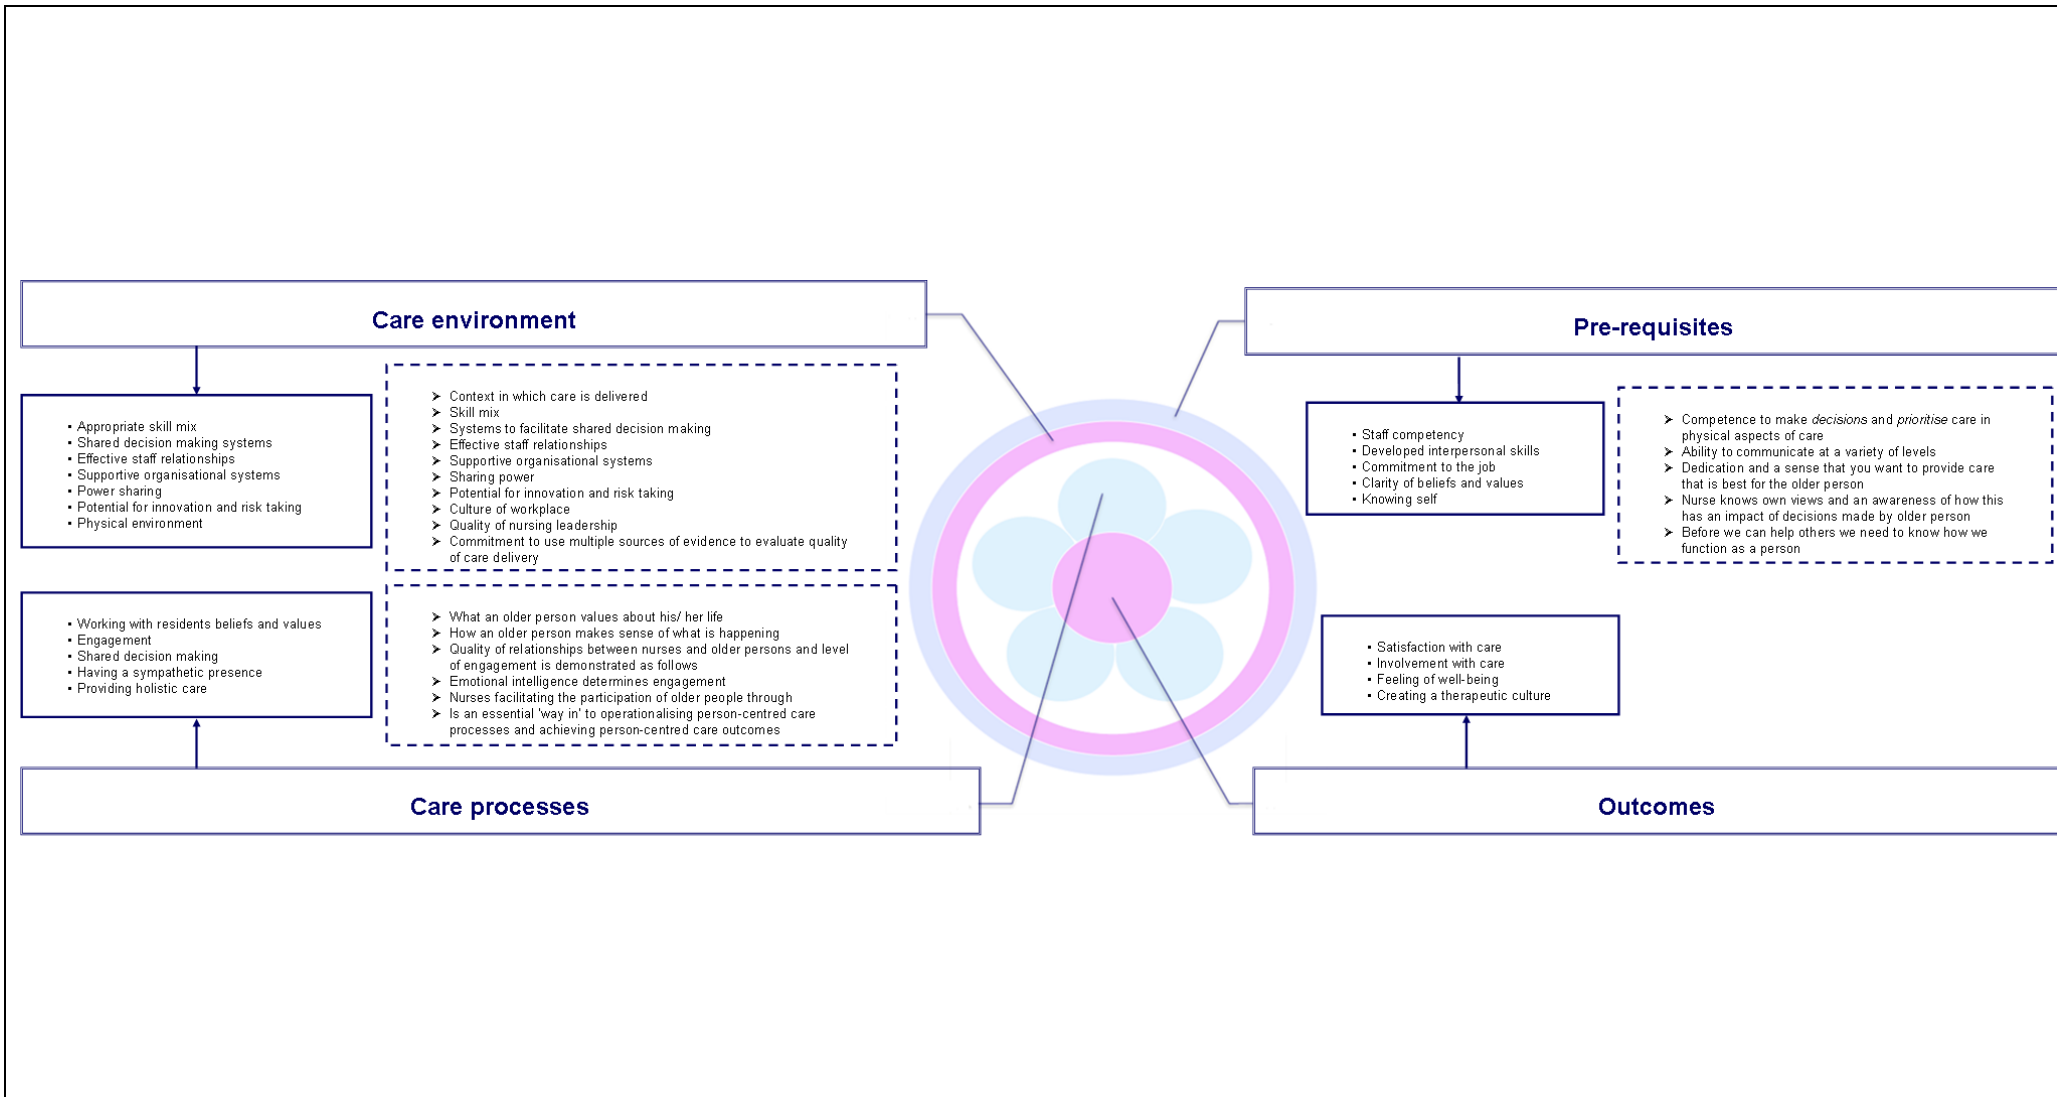 Care environment
▪ Appropriate skill mix
▪ Shared decision making systems
▪ Effective staff relationships
▪ Supportive organisational systems
▪ Power sharing
▪ Potential for innovation and risk taking
▪ Physical environment
➢ Context in which care is delivered
➢ Skill mix
➢ Systems to facilitate shared decision making
➢ Effective staff relationships
➢ Supportive organisational systems
➢ Sharing power
➢ Potential for innovation and risk taking
➢ Culture of workplace
➢ Quality of nursing leadership
➢ Commitment to use multiple sources of evidence to evaluate quality
of care delivery
Pre-requisites
▪ Staff competency
▪ Developed interpersonal skills
▪ Commitment to the job
▪ Clarity of beliefs and values
▪ Knowing self
➢ Competence to make decisions and prioritise care in
physical aspects of care
➢ Ability to communicate at a variety of levels
➢ Dedication and a sense that you want to provide care
that is best for the older person
➢ Nurse knows own views and an awareness of how this
has an impact of decisions made by older person
➢ Before we can help others we need to know how we
function as a person
▪ Working with residents beliefs and values
▪ Engagement
▪ Shared decision making
▪ Having a sympathetic presence
▪ Providing holistic care
➢ What an older person values about his/ her life
➢ How an older person makes sense of what is happening
➢ Quality of relationships between nurses and older persons and level
of engagement is demonstrated as follows
➢ Emotional intelligence determines engagement
➢ Nurses facilitating the participation of older people through
➢ Is an essential 'way in' to operationalising person-centred care
processes and achieving person-centred care outcomes
Care processes
▪ Satisfaction with care
▪ Involvement with care
▪ Feeling of well-being
▪ Creating a therapeutic culture
Outcomes